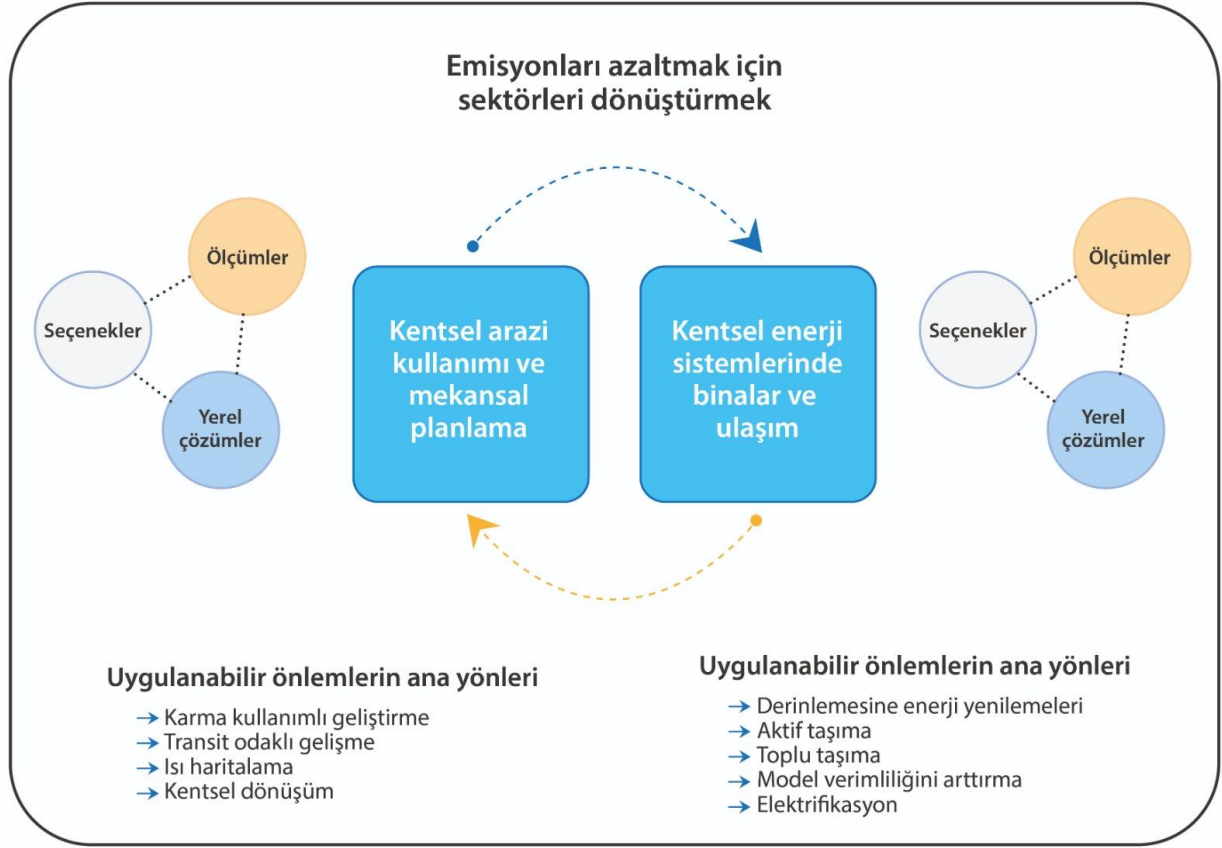 Emisyonları azaltmak için
sektörleri dönüştürmek
Ölçümler
Seçenekler
Yerel
çözümler
Kentsel arazi
kullanımı ve
mekansal
planlama
Kentsel enerji
sistemlerinde
binalar ve
ulaşım
Ölçümler
Seçenekler
Yerel
çözümler
Uygulanabilir önlemlerin ana yönleri
→ Karma kullanımlı geliştirme
→ Transit odaklı gelişme
→ Isı haritalama
→ Kentsel dönüşüm
Uygulanabilir önlemlerin ana yönleri
→ Derinlemesine enerji yenilemeleri
→ Aktif taşıma
→ Toplu taşıma
→ Model verimliliğini arttırma
→ Elektrifikasyon